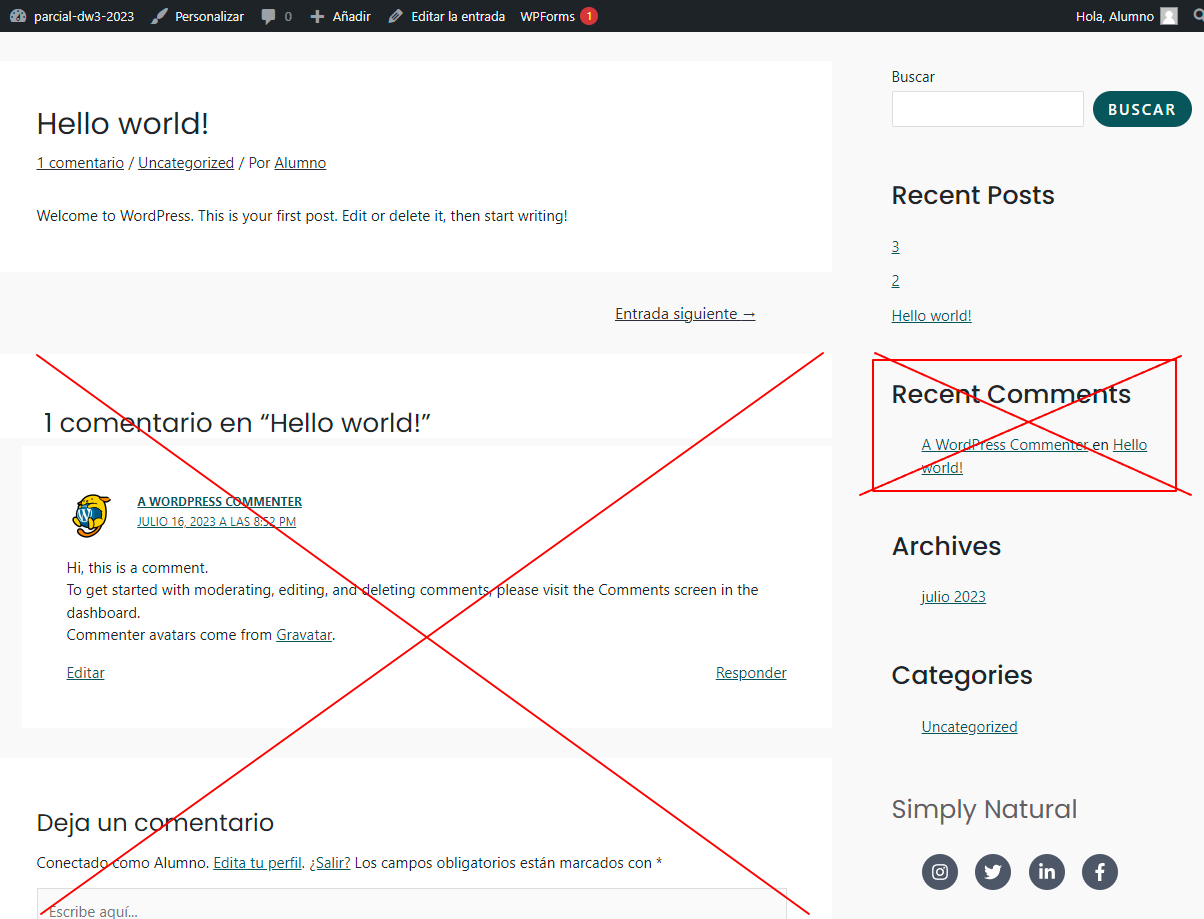 parcial-dw3-2023 Personalizar 0 Añadir Editar la entrada WPForms 1 Hola, Alumno
Hello world!
1 comentario / Uncategorized / Por Alumno
Welcome to WordPress. This is your first post. Edit or delete it, then start writing!
Entrada siguiente →
1 comentario en “Hello world!”
A WORDPRESS COMMENTER
JULIO 16, 2023 A LAS 8:52 PM
Hi, this is a comment.
To get started with moderating, editing, and deleting comments, please visit the Comments screen in the
dashboard.
Commenter avatars come from Gravatar.
Editar Responder
Deja un comentario
Conectado como Alumno. Edita tu perfil. ¿Salir? Los campos obligatorios están marcados con *
Escribe aquí...
Buscar
BUSCAR
Recent Posts
3
2
Hello world!
Recent Comments
A WordPress Commenter en Hello
world!
Archives
julio 2023
Categories
Uncategorized
Simply Natural